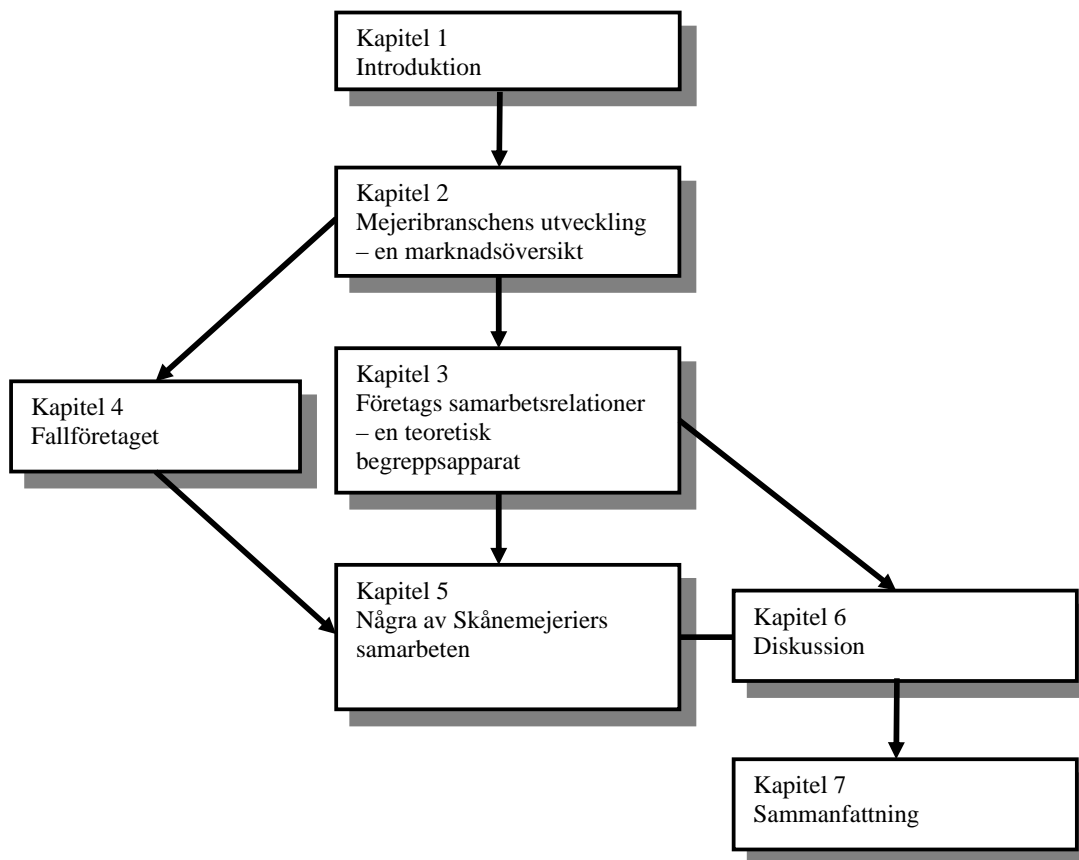 Kapitel 1
Introduktion
Kapitel 2
Mejeribranschens utveckling
– en marknadsöversikt
Kapitel 3
Företags samarbetsrelationer
– en teoretisk
begreppsapparat
Kapitel 4
Fallföretaget
Kapitel 5
Några av Skånemejeriers
samarbeten
Kapitel 6
Diskussion
Kapitel 7
Sammanfattning